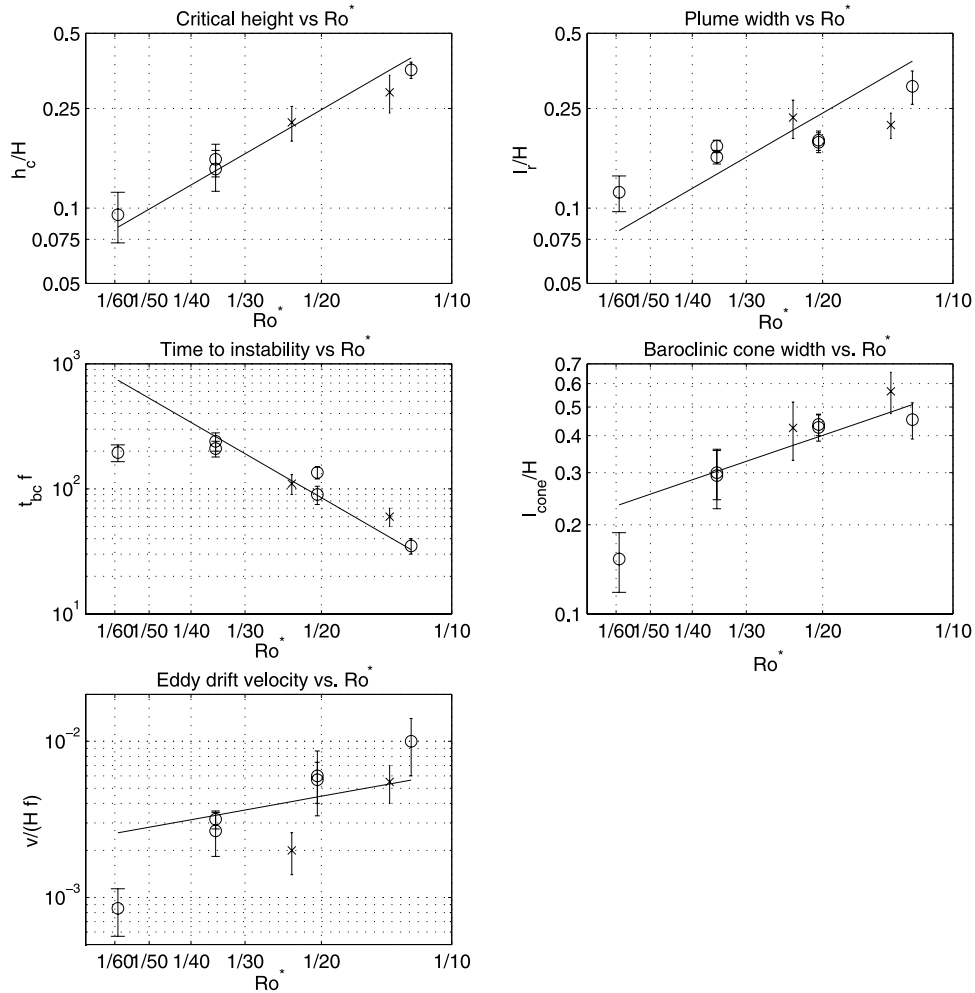 Critical height vs Ro*
0.5
0.25
0.1
0.075
0.05
h_c/H
1/60 1/50 1/40 1/30 1/20 1/10
Ro*
Plume width vs Ro*
0.5
0.25
0.1
0.075
0.05
l_r/H
1/60 1/50 1/40 1/30 1/20 1/10
Ro*
Time to instability vs Ro*
10^3
10^2
10^1
t_bc f
1/60 1/50 1/40 1/30 1/20 1/10
Ro*
Baroclinic cone width vs. Ro*
0.7
0.6
0.5
0.4
0.3
0.2
0.1
l_cone/H
1/60 1/50 1/40 1/30 1/20 1/10
Ro*
Eddy drift velocity vs. Ro*
10^-2
10^-3
v/(H f)
1/60 1/50 1/40 1/30 1/20 1/10
Ro*